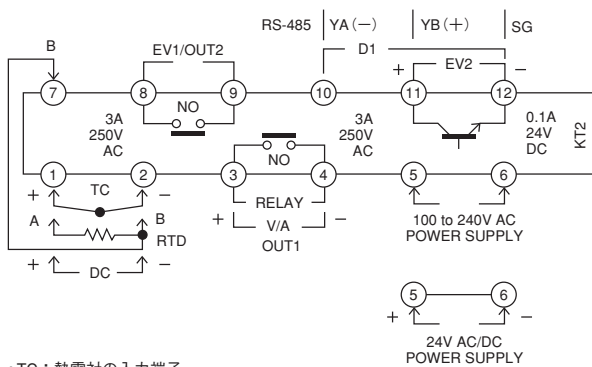 RS-485 YA(−) YB(+) SG
B EV1/OUT2 D1 EV2
+ −
7 8 9 10 11 12
3A
250V
AC
NO
3A
250V
AC
0.1A
24V
DC
KT2
1 2 3 4 5 6
NO
+ TC −
A B
RTD
+ DC −
RELAY
+ V/A −
OUT1
100 to 240V AC
POWER SUPPLY
5 6
+ −
24V AC/DC
POWER SUPPLY